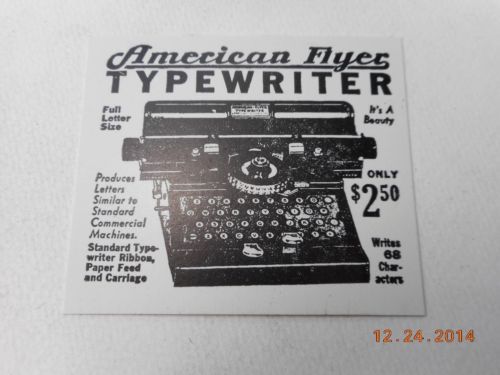 American Flyer
TYPEWRITER
Full
Letter
Size
It's A
Beauty
Produces
Letters
Similar to
Standard
Commercial
Machines.
ONLY
$2.50
Standard Type-
writer Ribbon,
Paper Feed
and Carriage
Writes
68
Char-
acters
12.24.2014